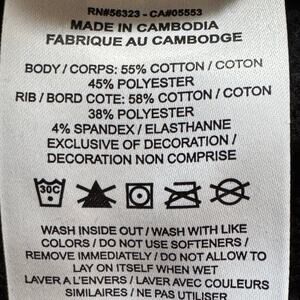 RN#56323 - CA#05553
MADE IN CAMBODIA
FABRIQUE AU CAMBODGE
BODY / CORPS: 55% COTTON / COTON
45% POLYESTER
RIB / BORD COTE: 58% COTTON / COTON
38% POLYESTER
4% SPANDEX / ELASTHANNE
EXCLUSIVE OF DECORATION /
DECORATION NON COMPRISE
30C
WASH INSIDE OUT / WASH WITH LIKE
COLORS / DO NOT USE SOFTENERS /
REMOVE IMMEDIATELY / DO NOT ALLOW TO
LAY ON ITSELF WHEN WET
LAVER A L'ENVERS / LAVER AVEC COULEURS
SIMILAIRES / NE PAS UTILISER